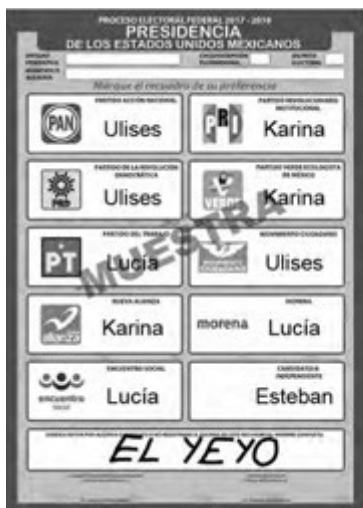 PROCESO ELECTORAL FEDERAL 2017 - 2018
PRESIDENCIA
DE LOS ESTADOS UNIDOS MEXICANOS
Marque el recuadro de su preferencia
PARTIDO ACCIÓN NACIONAL
PAN
Ulises
PARTIDO REVOLUCIONARIO
INSTITUCIONAL
PRI
Karina
PARTIDO DE LA REVOLUCIÓN
DEMOCRÁTICA
PRD
Ulises
PARTIDO VERDE ECOLOGISTA
DE MÉXICO
VERDE
Karina
MUESTRA
PARTIDO DEL TRABAJO
PT
Lucía
MOVIMIENTO CIUDADANO
Ulises
NUEVA ALIANZA
Karina
MORENA
morena
Lucía
ENCUENTRO SOCIAL
encuentro
social
Lucía
CANDIDATO/A
INDEPENDIENTE
Esteban
EL YEYO